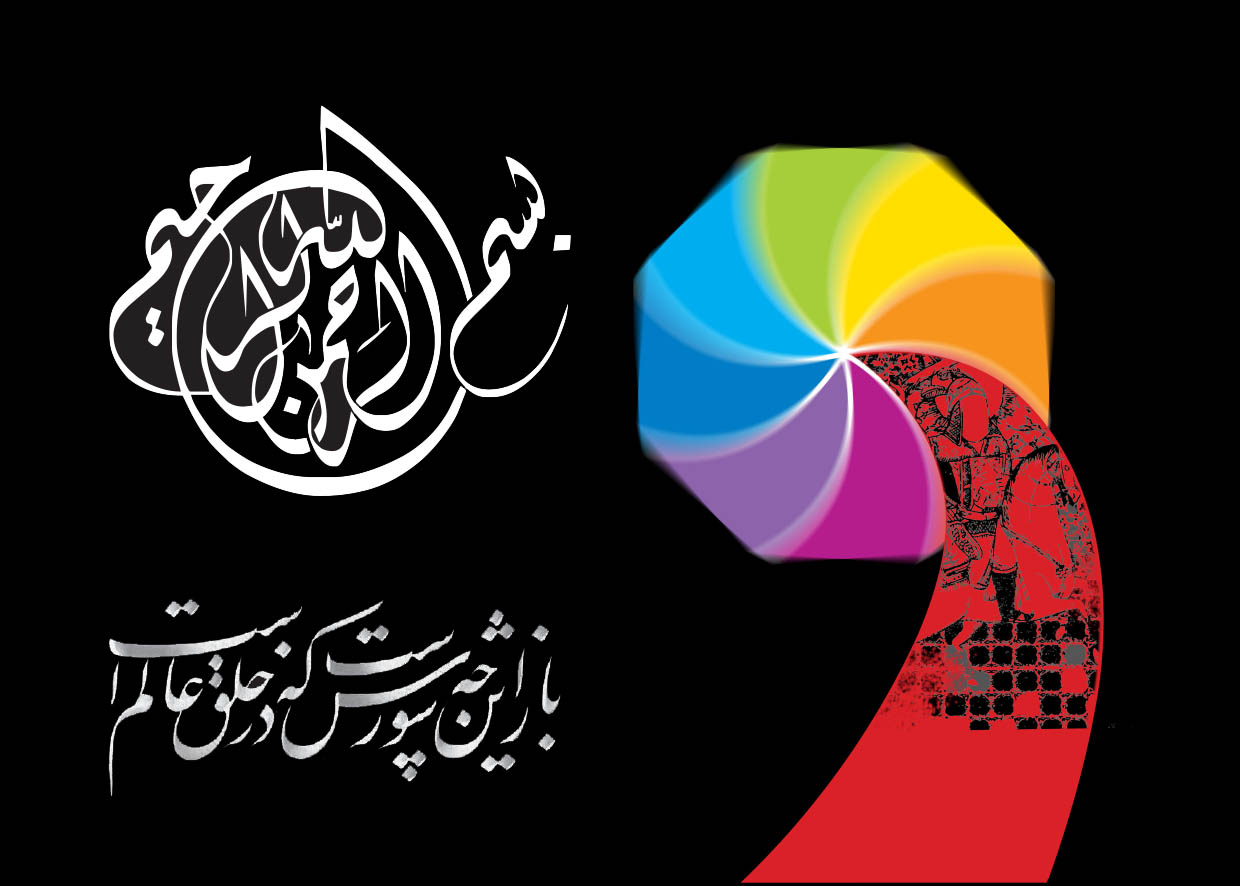 بسم الله الرحمن الرحیم
باز این چه شورش است که در خلق عالم است